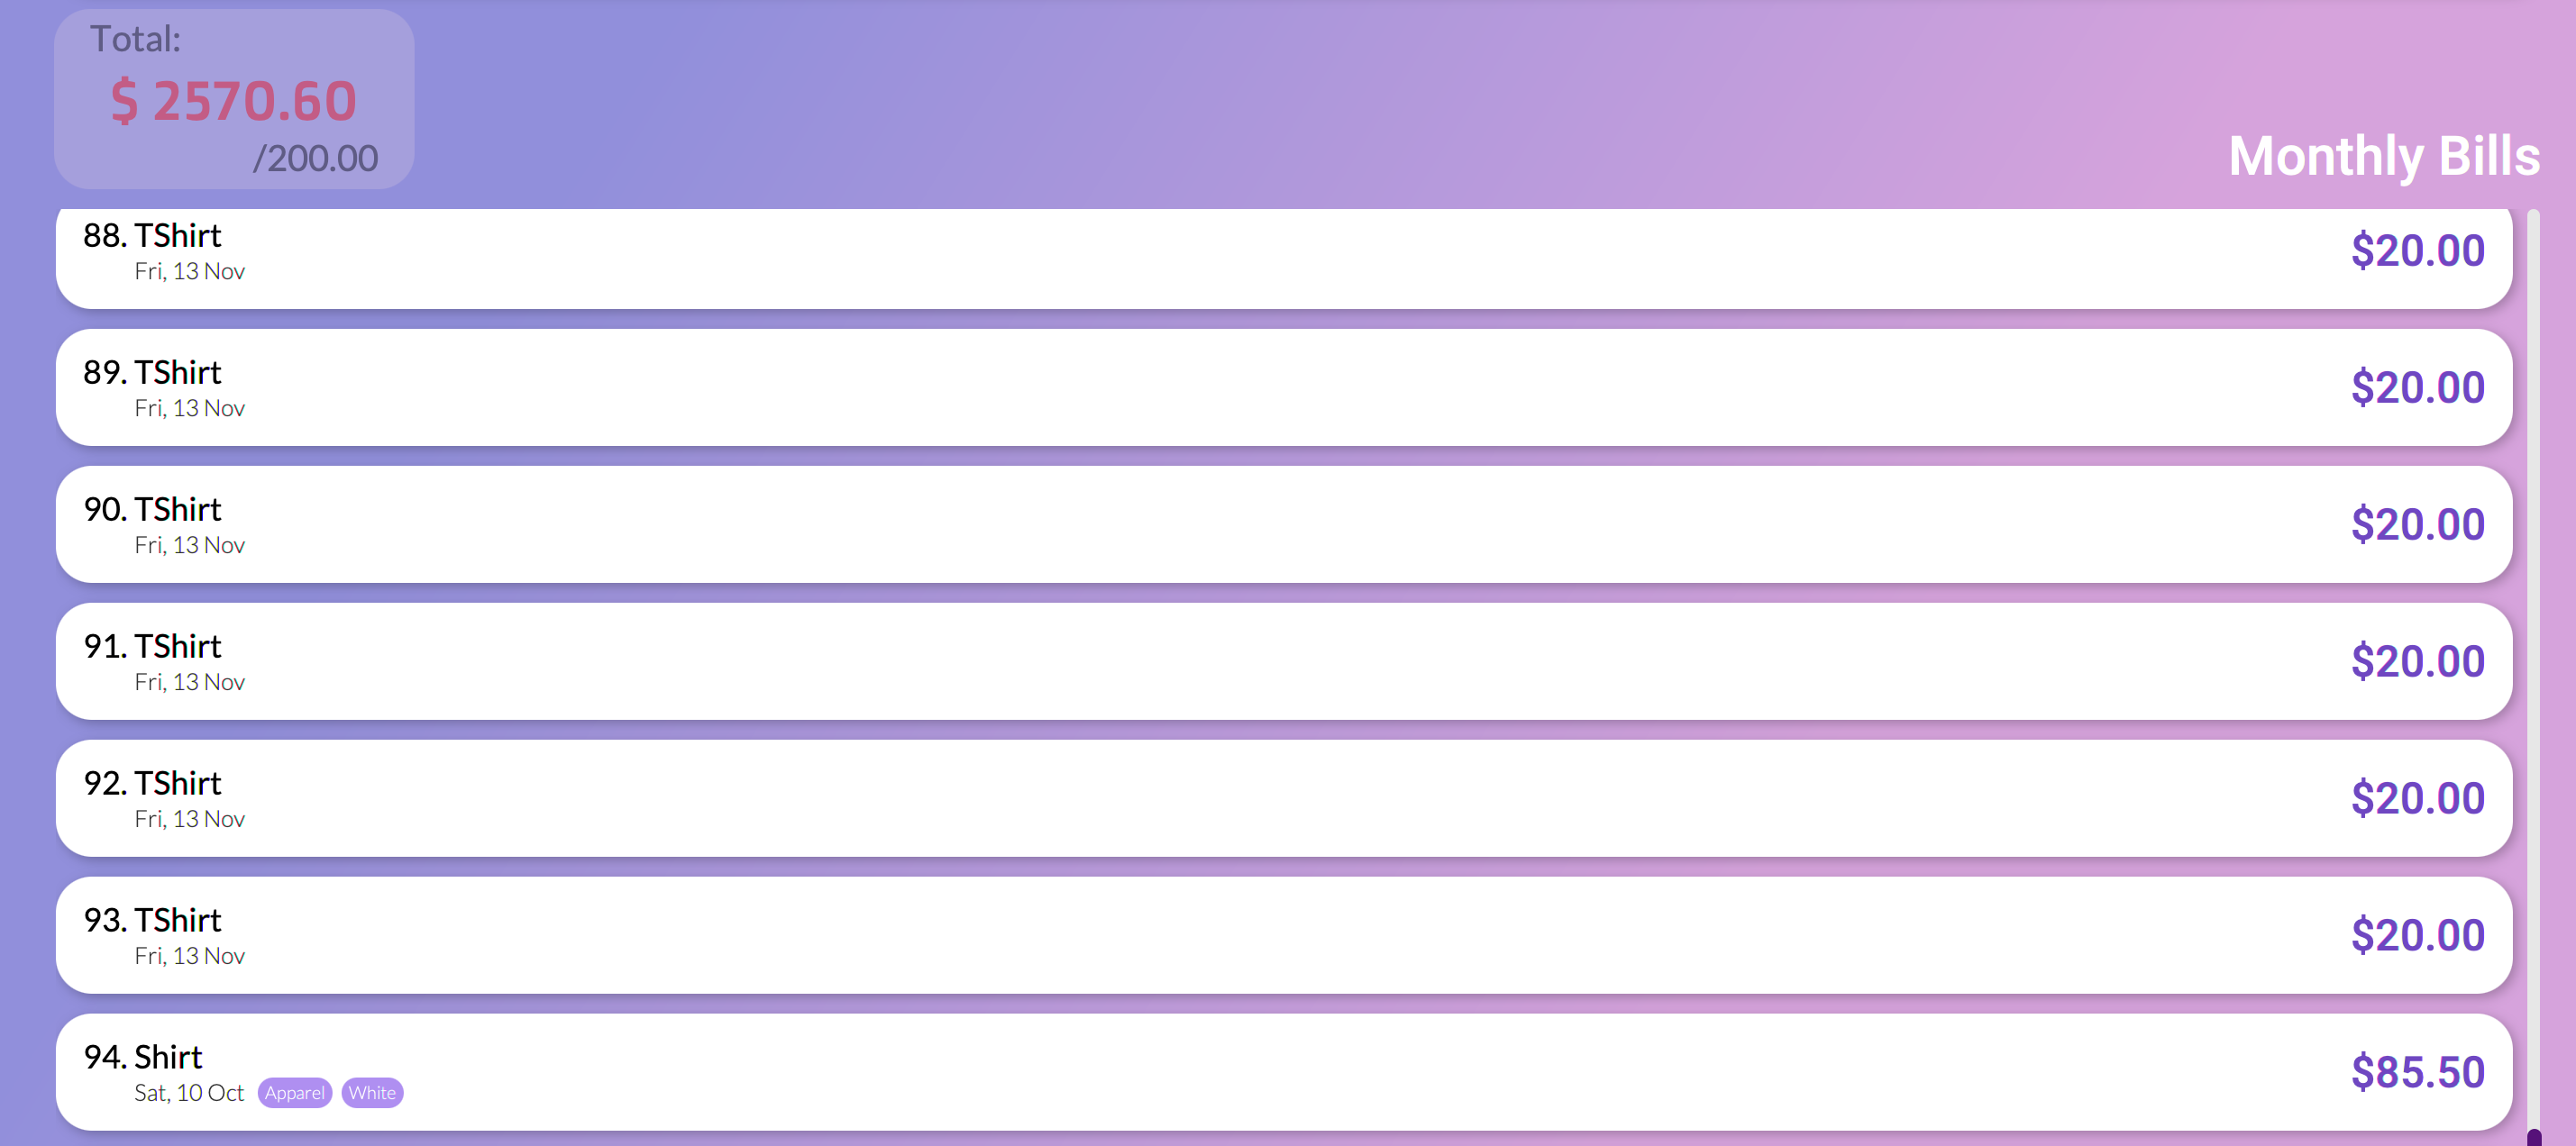 Total:
$ 2570.60
/200.00
Monthly Bills
88. TShirt
Fri, 13 Nov
$20.00
89. TShirt
Fri, 13 Nov
$20.00
90. TShirt
Fri, 13 Nov
$20.00
91. TShirt
Fri, 13 Nov
$20.00
92. TShirt
Fri, 13 Nov
$20.00
93. TShirt
Fri, 13 Nov
$20.00
94. Shirt
Sat, 10 Oct Apparel White
$85.50